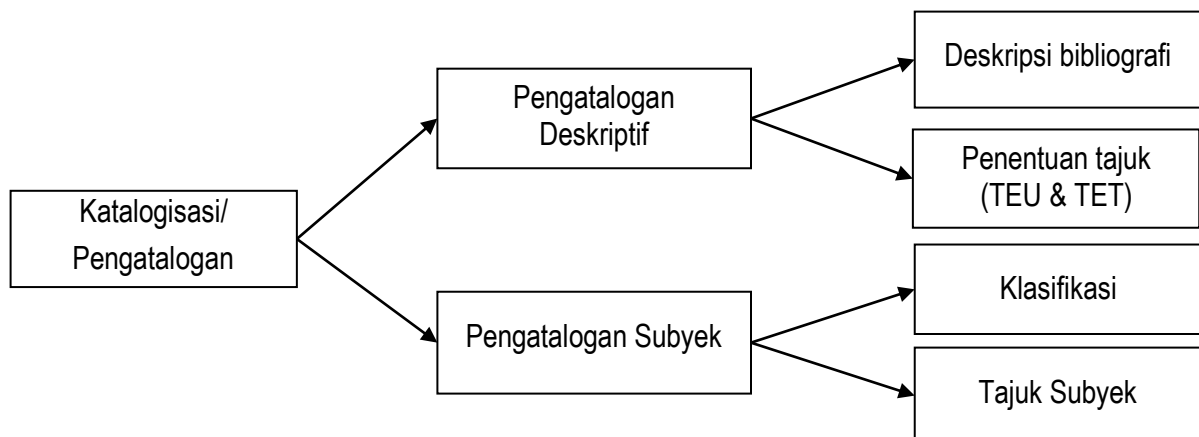 Katalogisasi/
Pengatalogan
Pengatalogan
Deskriptif
Pengatalogan Subyek
Deskripsi bibliografi
Penentuan tajuk
(TEU & TET)
Klasifikasi
Tajuk Subyek